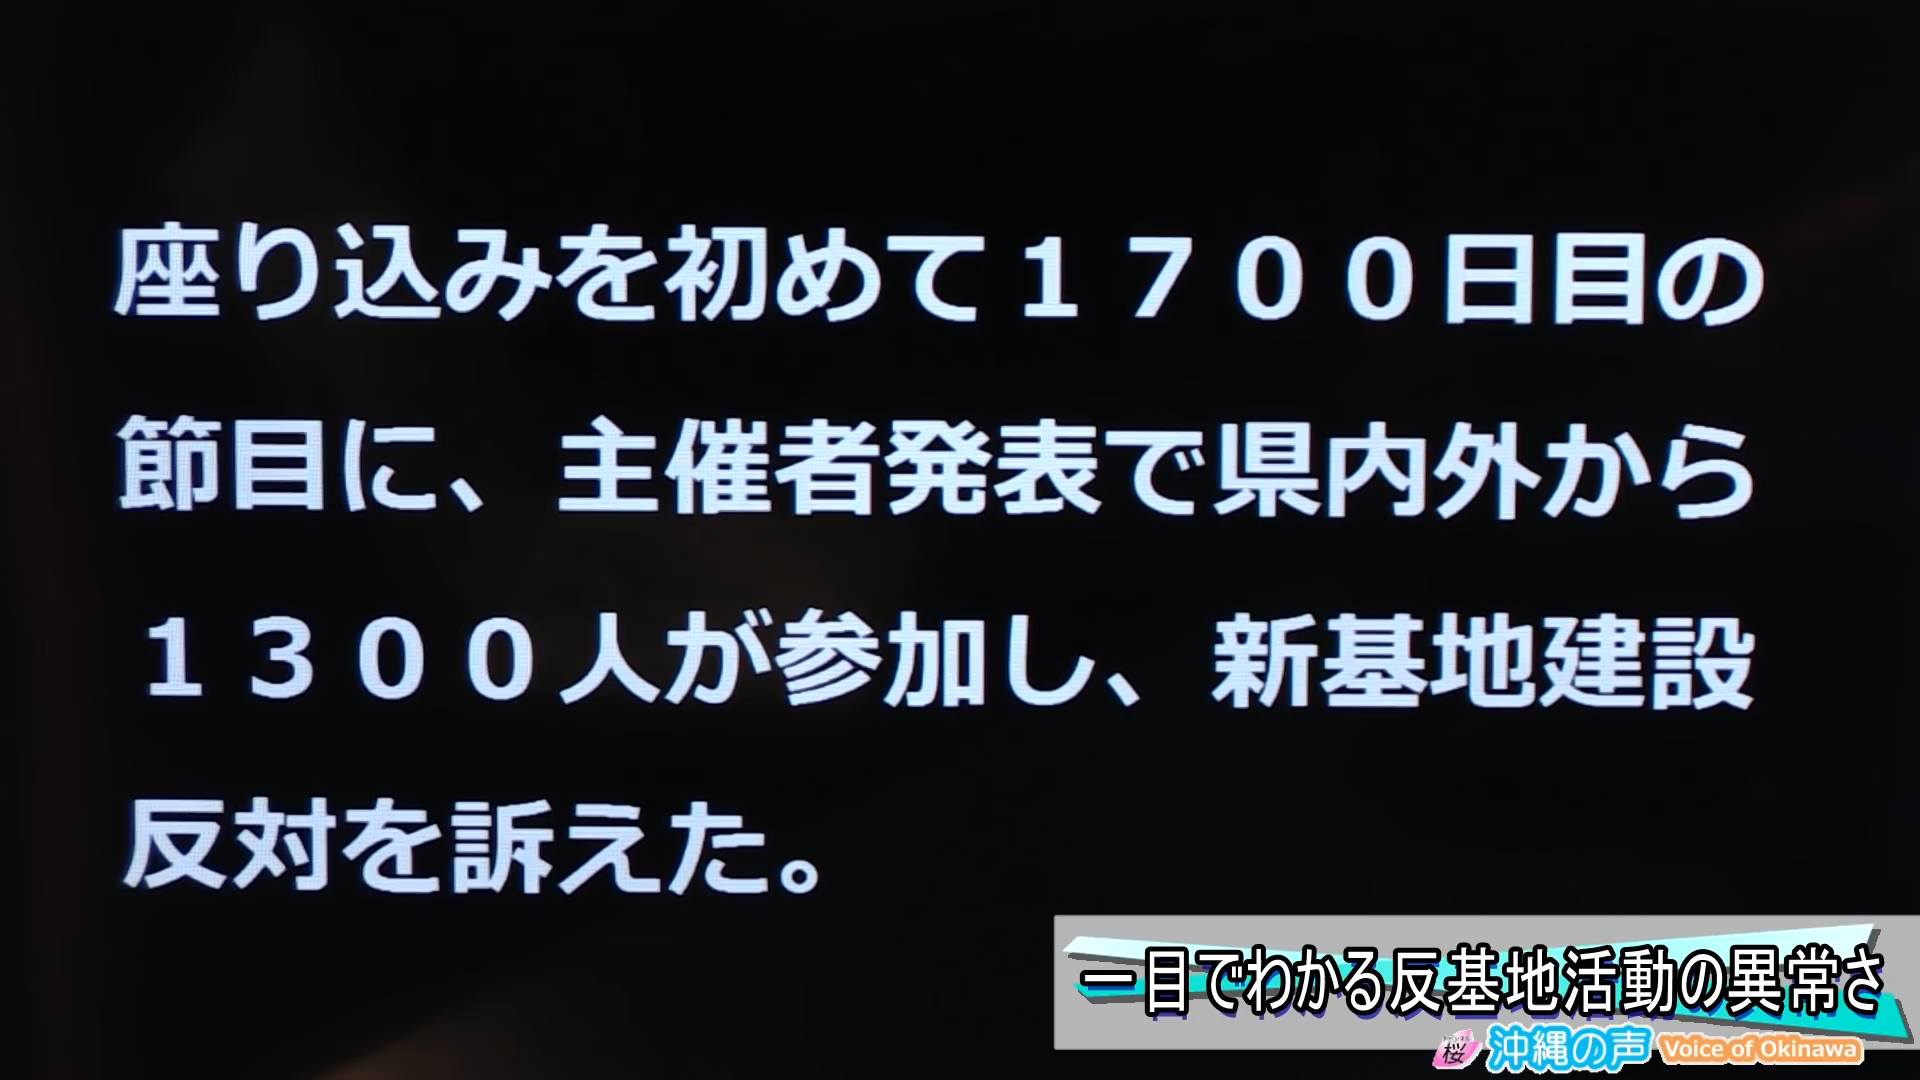 座り込みを初めて１７００日目の
節目に、主催者発表で県内外から
１３００人が参加し、新基地建設
反対を訴えた。
一目でわかる反基地活動の異常さ
桜 沖縄の声 Voice of Okinawa